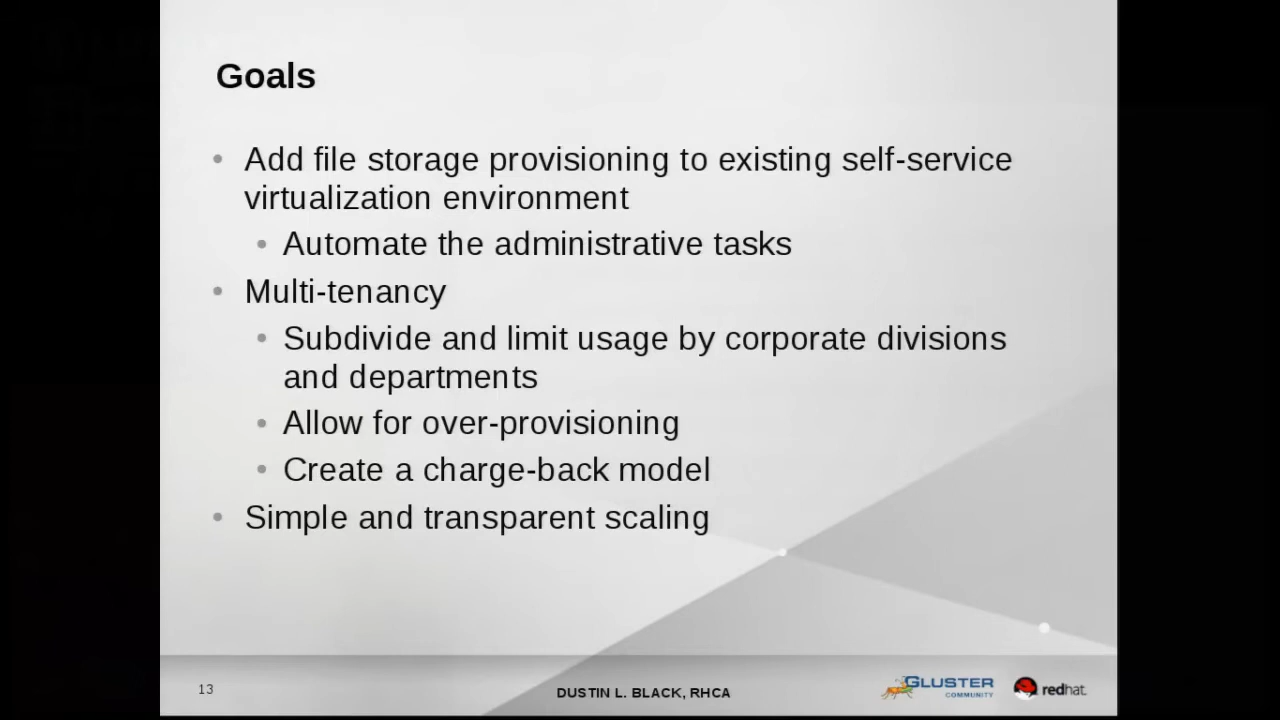 Goals
• Add file storage provisioning to existing self-service
virtualization environment
• Automate the administrative tasks
• Multi-tenancy
• Subdivide and limit usage by corporate divisions
and departments
• Allow for over-provisioning
• Create a charge-back model
• Simple and transparent scaling
13
DUSTIN L. BLACK, RHCA
GLUSTER
COMMUNITY
redhat.